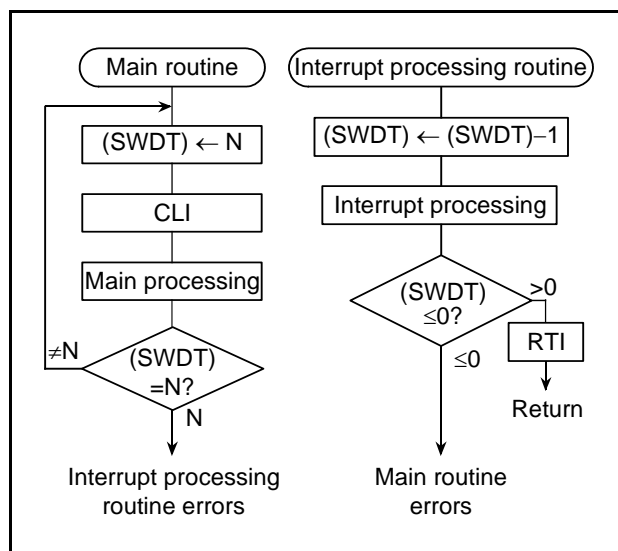 Main routine
(SWDT) ← N
CLI
Main processing
(SWDT)
=N?
≠N
N
Interrupt processing
routine errors
Interrupt processing routine
(SWDT) ← (SWDT)−1
Interrupt processing
(SWDT)
≤0?
>0
RTI
Return
≤0
Main routine
errors